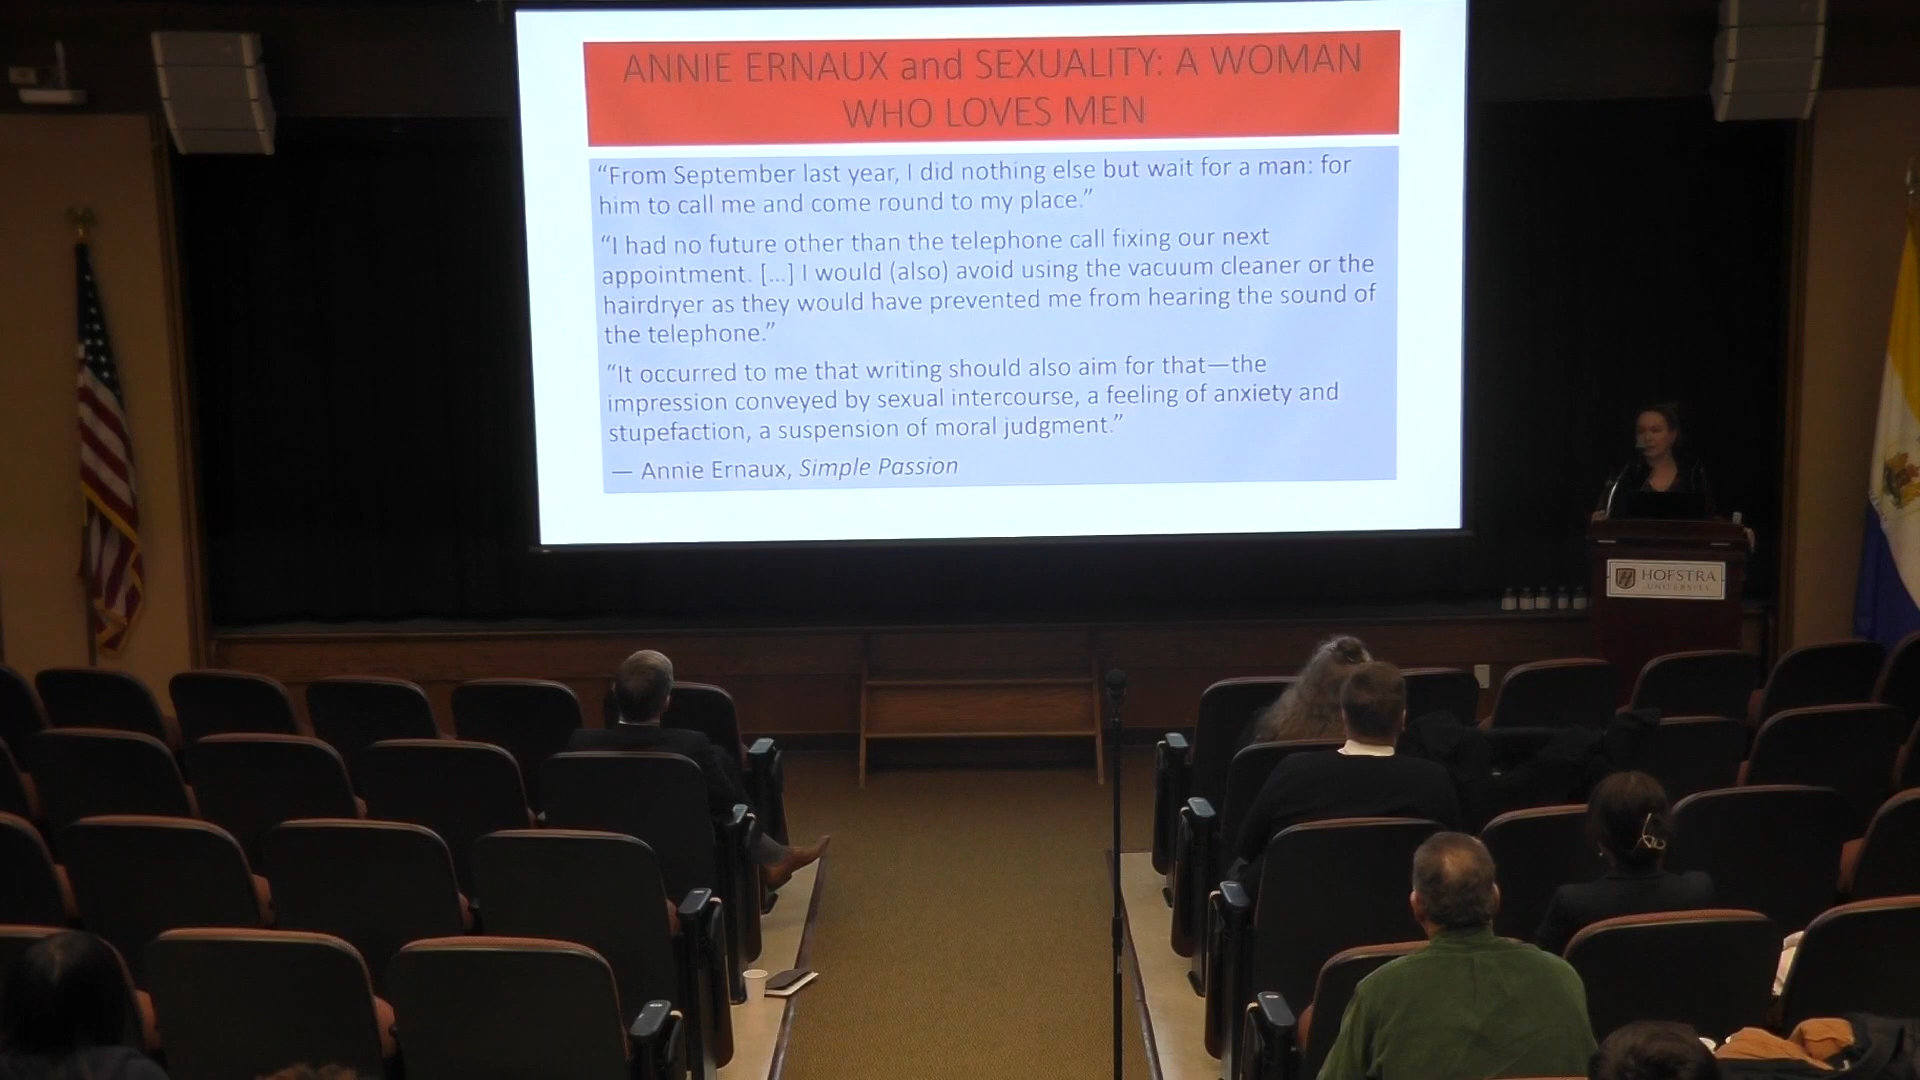 ANNIE ERNAUX and SEXUALITY: A WOMAN
WHO LOVES MEN
“From September last year, I did nothing else but wait for a man: for
him to call me and come round to my place.”
“I had no future other than the telephone call fixing our next
appointment. [...] I would (also) avoid using the vacuum cleaner or the
hairdryer as they would have prevented me from hearing the sound of
the telephone.”
“It occurred to me that writing should also aim for that—the
impression conveyed by sexual intercourse, a feeling of anxiety and
stupefaction, a suspension of moral judgment.”
— Annie Ernaux, Simple Passion
HOFSTRA
UNIVERSITY